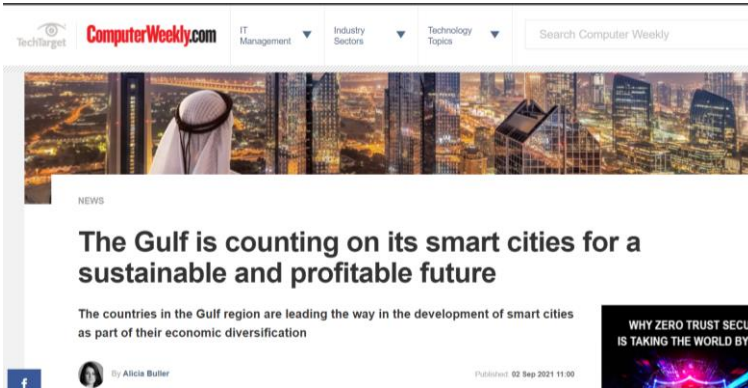 TechTarget
ComputerWeekly.com
IT
Management
Industry
Sectors
Technology
Topics
Search Computer Weekly
NEWS
The Gulf is counting on its smart cities for a
sustainable and profitable future
The countries in the Gulf region are leading the way in the development of smart cities
as part of their economic diversification
By Alicia Buller
Published: 02 Sep 2021 11:00
WHY ZERO TRUST SECU
IS TAKING THE WORLD BY
f